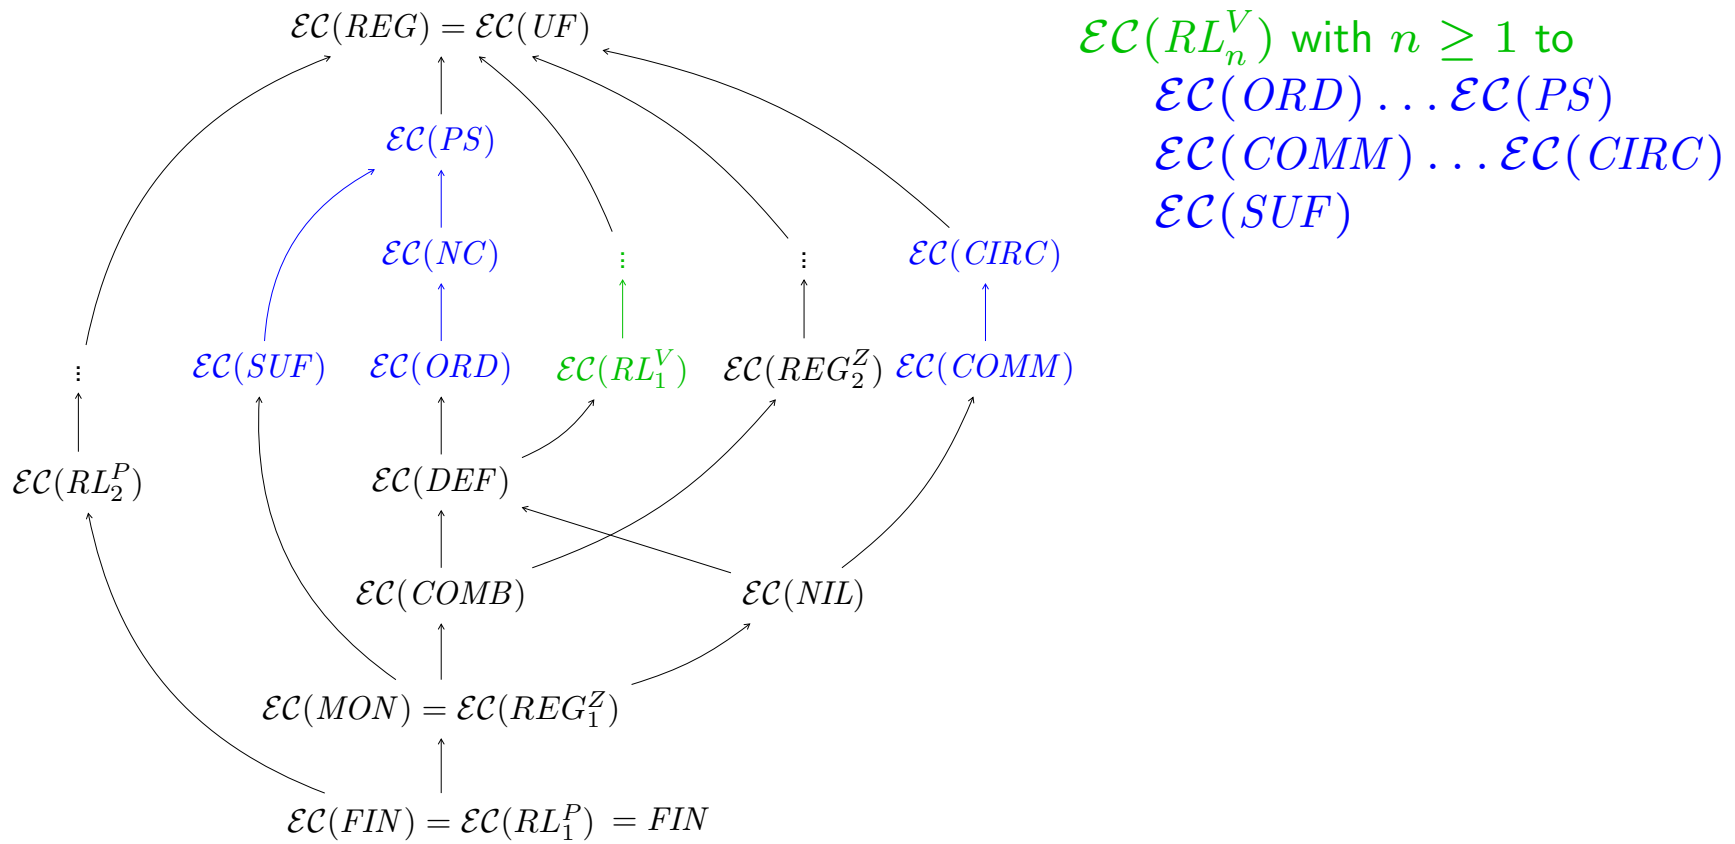 ℰ𝒞(REG) = ℰ𝒞(UF)
ℰ𝒞(RL_n^V) with n ≥ 1 to
ℰ𝒞(ORD) . . . ℰ𝒞(PS)
ℰ𝒞(COMM) . . . ℰ𝒞(CIRC)
ℰ𝒞(SUF)
ℰ𝒞(PS)
ℰ𝒞(NC) ⋮ ⋮ ℰ𝒞(CIRC)
⋮ ℰ𝒞(SUF) ℰ𝒞(ORD) ℰ𝒞(RL_1^V) ℰ𝒞(REG_2^Z) ℰ𝒞(COMM)
ℰ𝒞(RL_2^P) ℰ𝒞(DEF)
ℰ𝒞(COMB) ℰ𝒞(NIL)
ℰ𝒞(MON) = ℰ𝒞(REG_1^Z)
ℰ𝒞(FIN) = ℰ𝒞(RL_1^P) = FIN